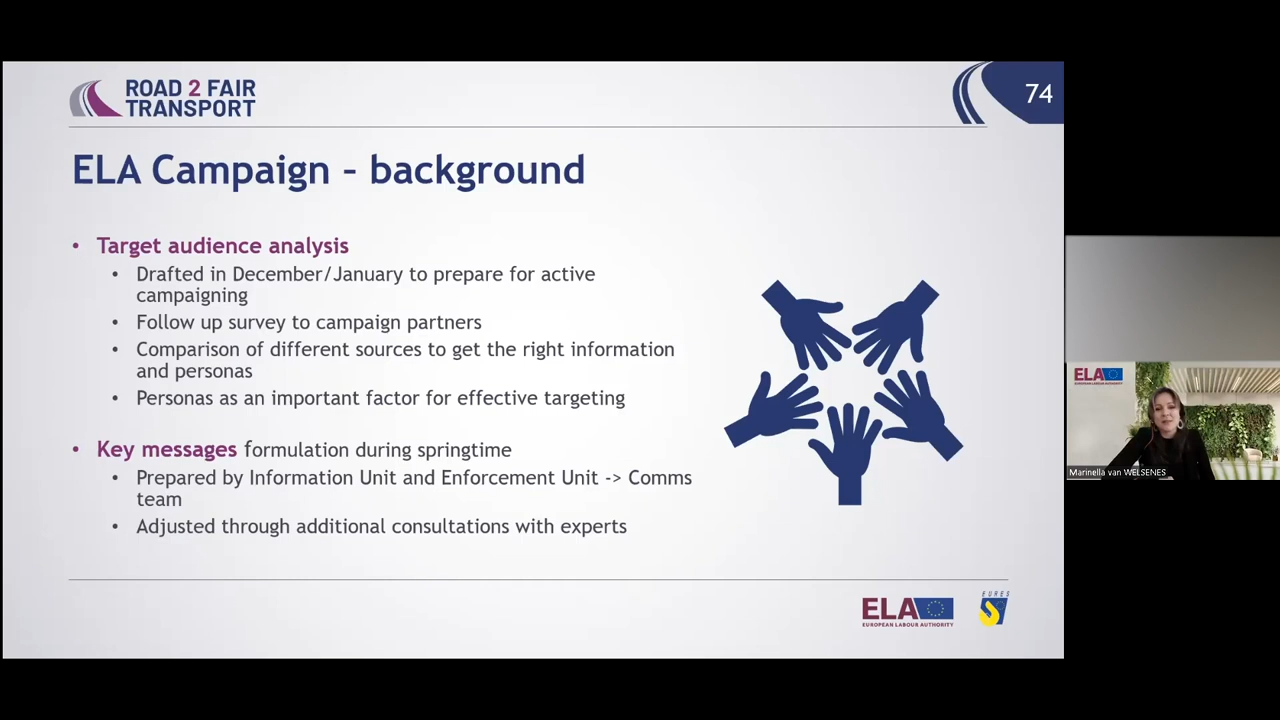 ROAD 2 FAIR
TRANSPORT
74
ELA Campaign – background
• Target audience analysis
• Drafted in December/January to prepare for active
campaigning
• Follow up survey to campaign partners
• Comparison of different sources to get the right information
and personas
• Personas as an important factor for effective targeting
• Key messages formulation during springtime
• Prepared by Information Unit and Enforcement Unit -> Comms
team
• Adjusted through additional consultations with experts
ELA
EUROPEAN LABOUR AUTHORITY
EURES
ELA
EUROPEAN LABOUR AUTHORITY
Marinella van WELSENES